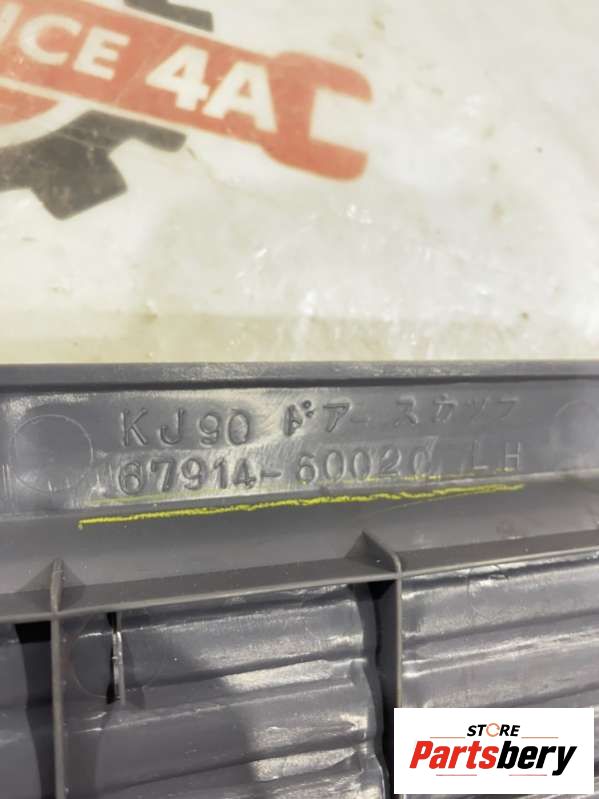 ICE 4A
KJ90 ドアースカッフ
67914-60020 LH
STORE
Partsbery